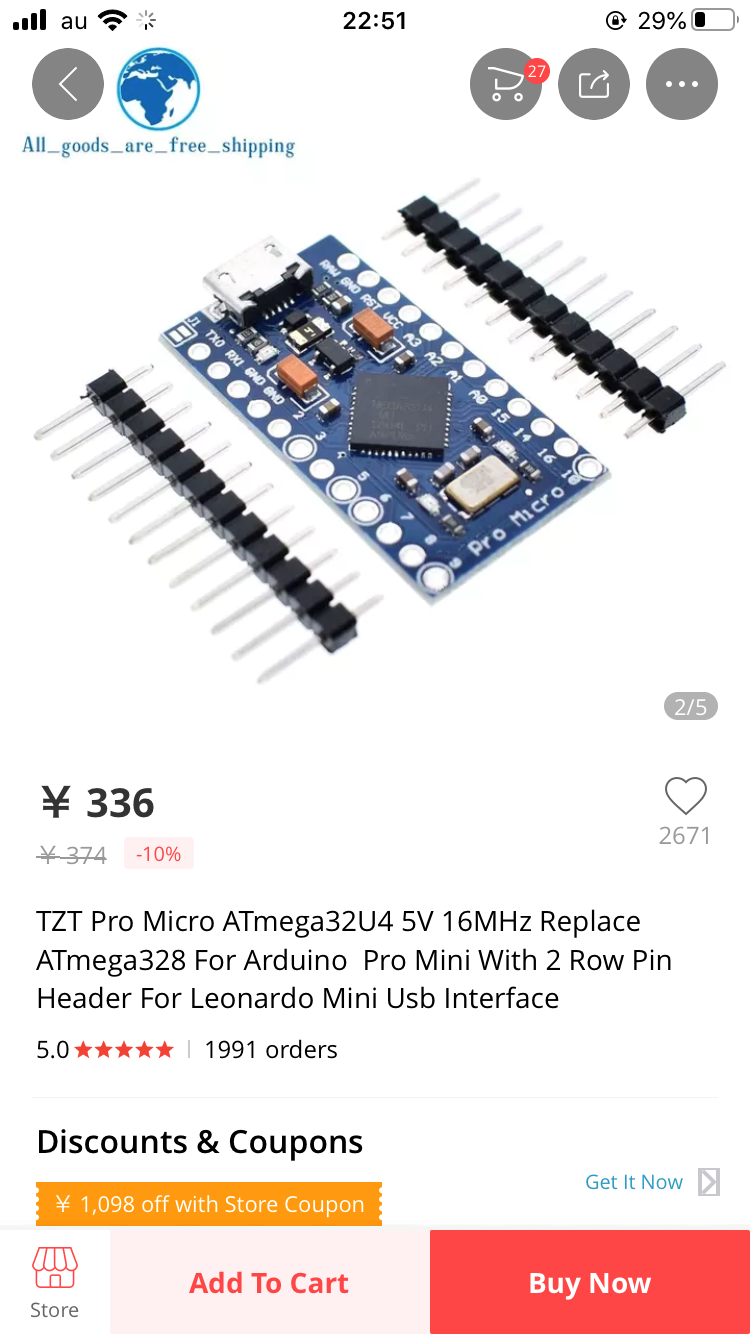 au 22:51 29%
27
All_goods_are_free_shipping
RAW GND RST VCC A3 A2 A1 A0 15 14 16 10
J1 TX0 RX1 GND GND 2 3 5 6 7 8 9
Pro Micro
2/5
¥ 336
¥ 374 -10%
2671
TZT Pro Micro ATmega32U4 5V 16MHz Replace
ATmega328 For Arduino Pro Mini With 2 Row Pin
Header For Leonardo Mini Usb Interface
5.0 1991 orders
Discounts & Coupons
¥ 1,098 off with Store Coupon
Get It Now
Store
Add To Cart
Buy Now